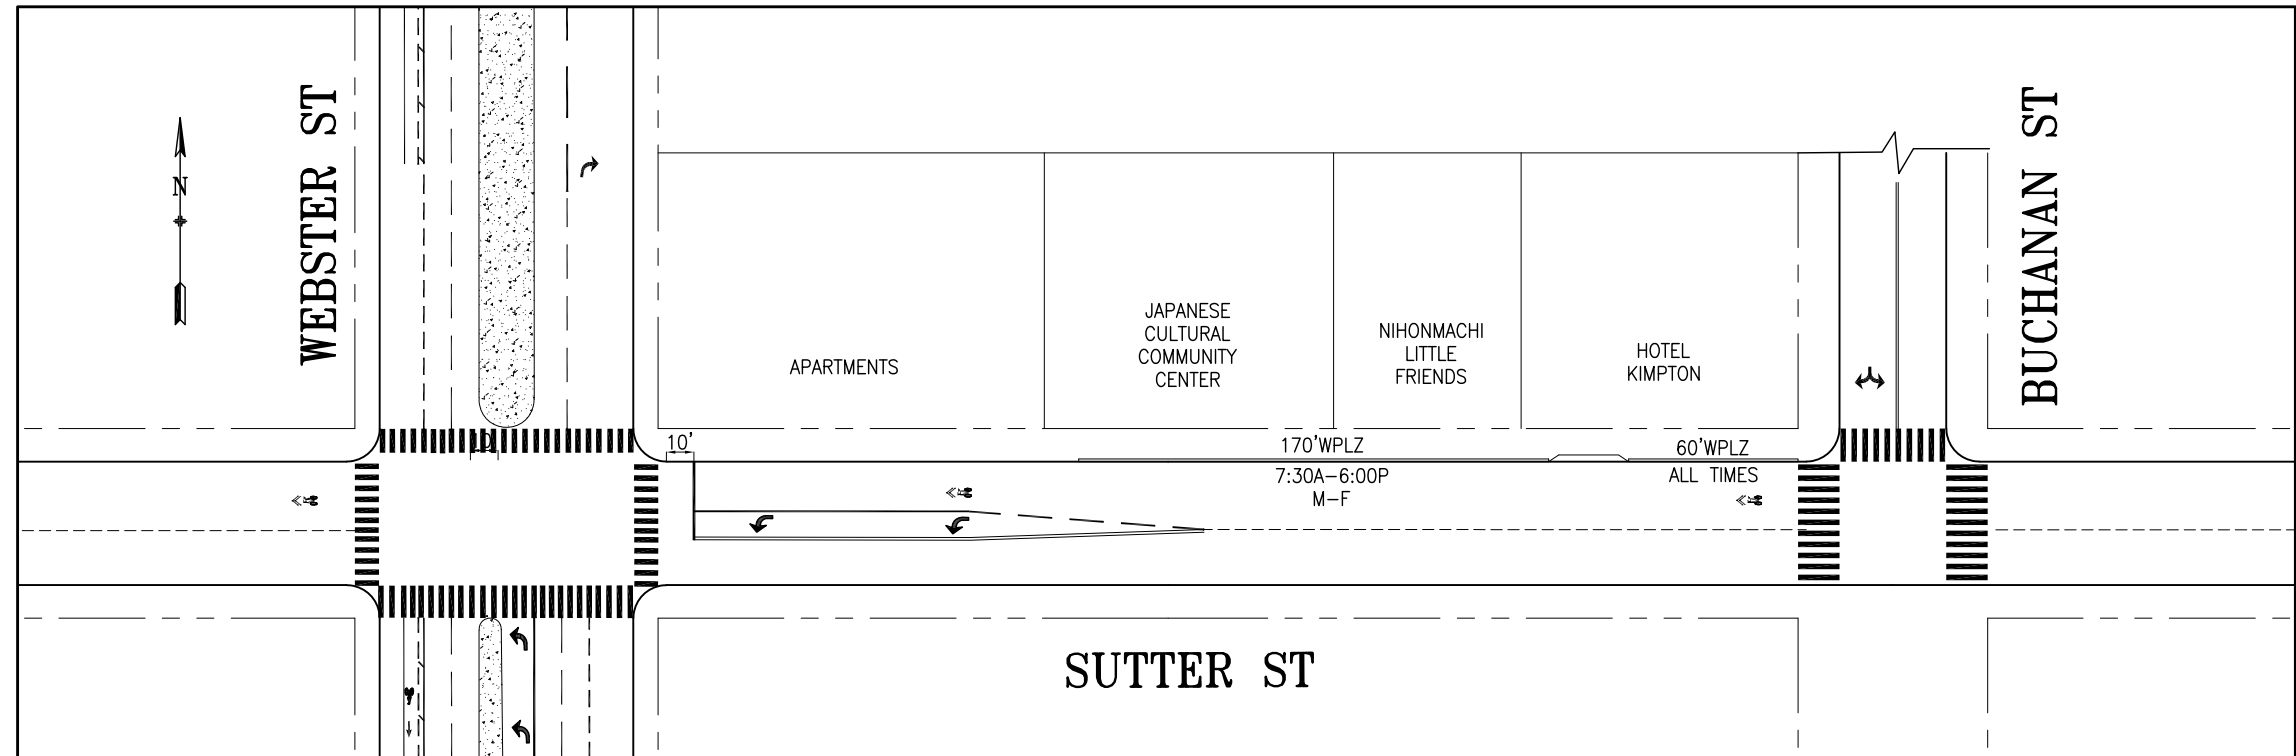 WEBSTER ST
N
BUCHANAN ST
JAPANESE
CULTURAL
COMMUNITY
CENTER
NIHONMACHI
LITTLE
FRIENDS
HOTEL
KIMPTON
APARTMENTS
10'
10'
170'WPLZ
60'WPLZ
7:30A-6:00P
M-F
ALL TIMES
SUTTER ST